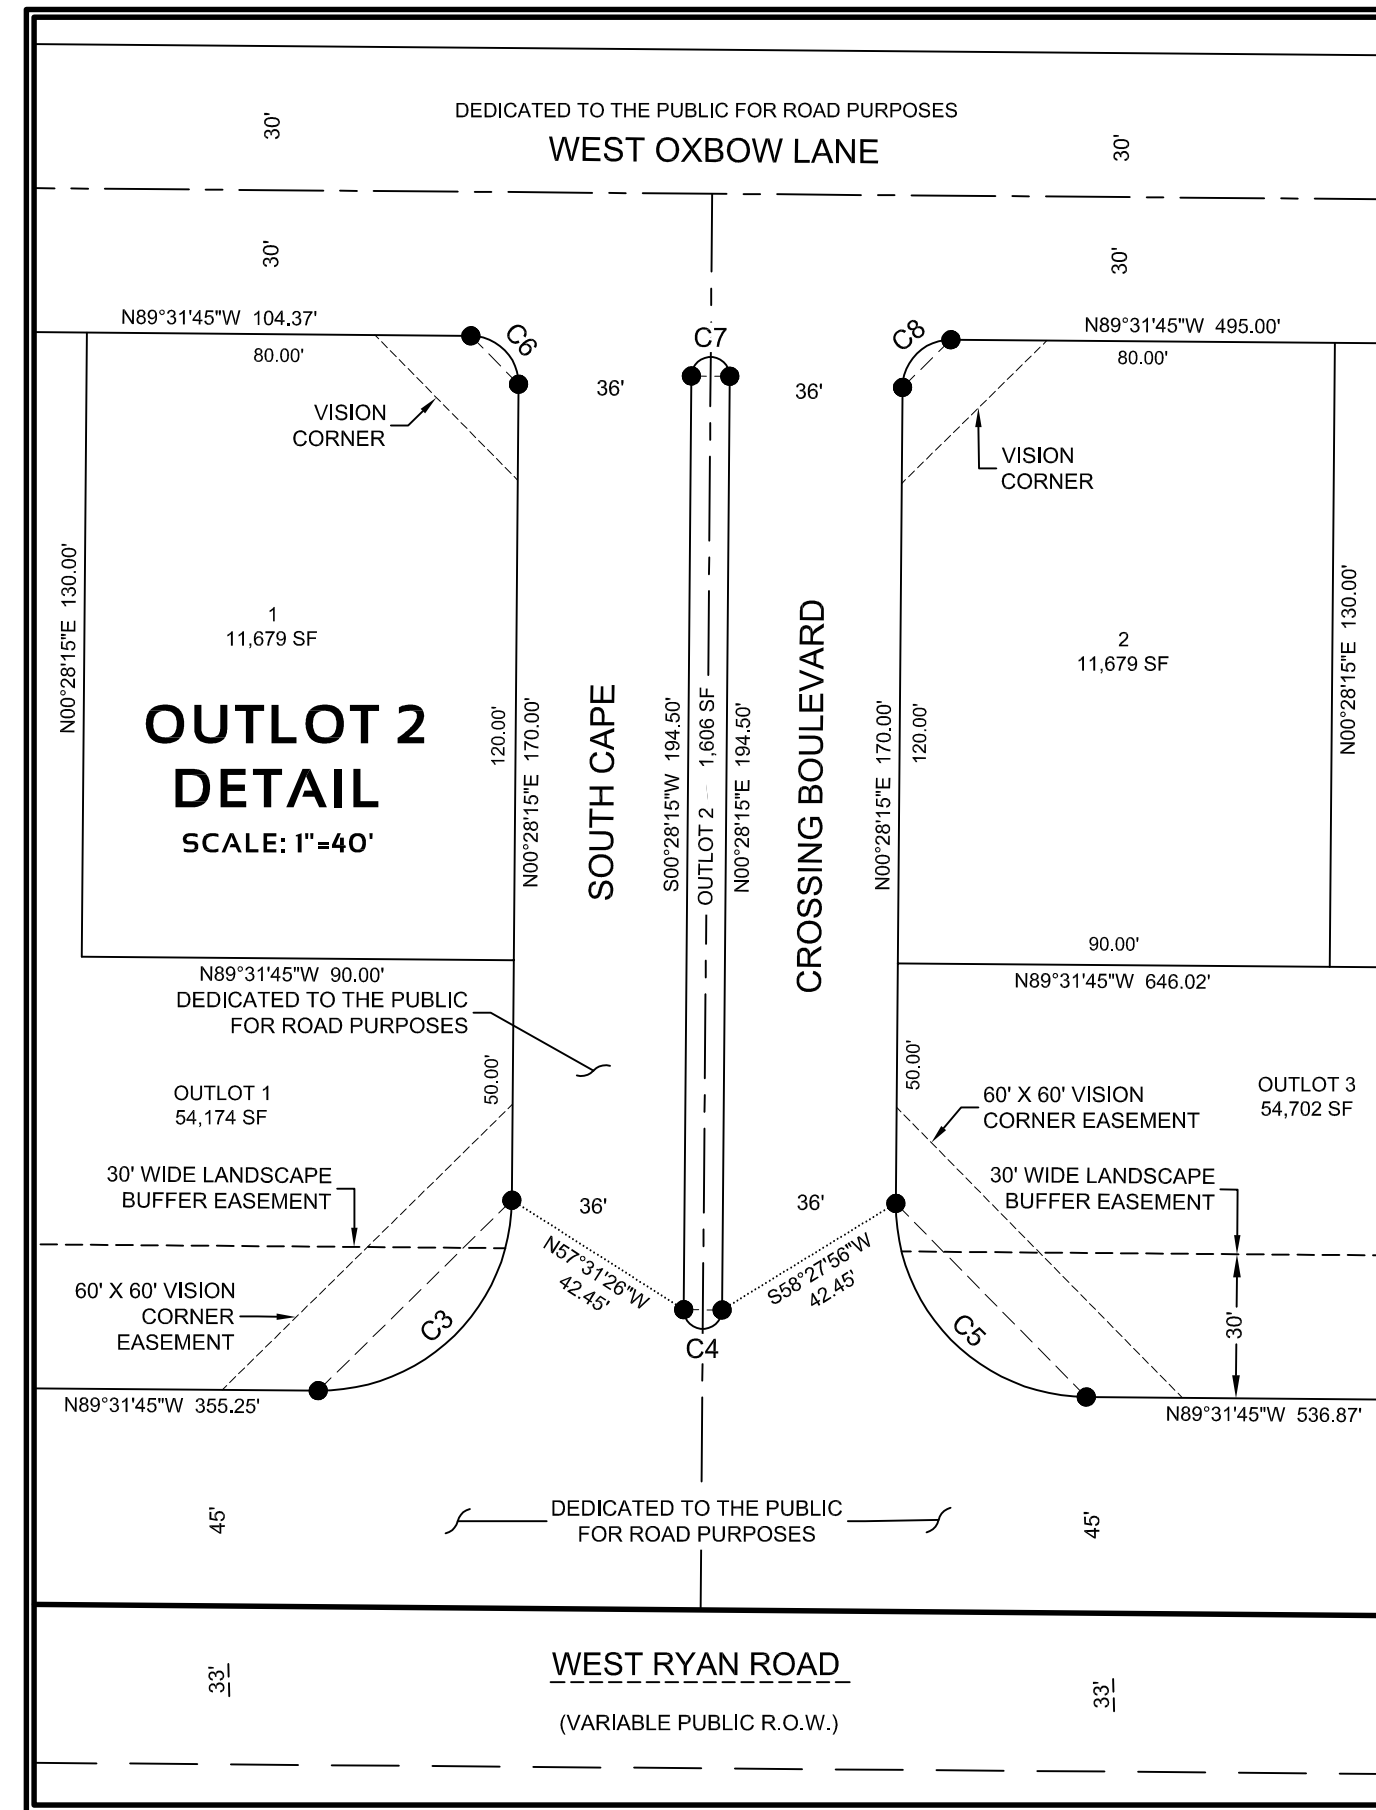 DEDICATED TO THE PUBLIC FOR ROAD PURPOSES
WEST OXBOW LANE
30'
30'
30'
30'
N89°31'45"W 104.37'
80.00'
C6
C7
C8
N89°31'45"W 495.00'
80.00'
36'
36'
VISION
CORNER
VISION
CORNER
N00°28'15"E 130.00'
1
11,679 SF
OUTLOT 2
DETAIL
SCALE: 1"=40'
120.00'
N00°28'15"E 170.00'
SOUTH CAPE
S00°28'15"W 194.50'
OUTLOT 2
1,606 SF
N00°28'15"E 194.50'
CROSSING BOULEVARD
N00°28'15"E 170.00'
120.00'
2
11,679 SF
N00°28'15"E 130.00'
N89°31'45"W 90.00'
90.00'
N89°31'45"W 646.02'
DEDICATED TO THE PUBLIC
FOR ROAD PURPOSES
50.00'
50.00'
OUTLOT 1
54,174 SF
60' X 60' VISION
CORNER EASEMENT
OUTLOT 3
54,702 SF
30' WIDE LANDSCAPE
BUFFER EASEMENT
30' WIDE LANDSCAPE
BUFFER EASEMENT
36'
36'
N57°31'26"W
42.45'
S58°27'56"W
42.45'
60' X 60' VISION
CORNER
EASEMENT
C3
C4
C5
30'
N89°31'45"W 355.25'
N89°31'45"W 536.87'
45'
DEDICATED TO THE PUBLIC
FOR ROAD PURPOSES
45'
33'
WEST RYAN ROAD
33'
(VARIABLE PUBLIC R.O.W.)